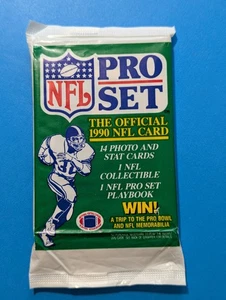 NFL
PRO
SET
THE OFFICIAL
1990 NFL CARD
14 PHOTO AND
STAT CARDS
1 NFL
COLLECTIBLE
1 NFL PRO SET
PLAYBOOK
WIN!
A TRIP TO THE PRO BOWL
AND NFL MEMORABILIA